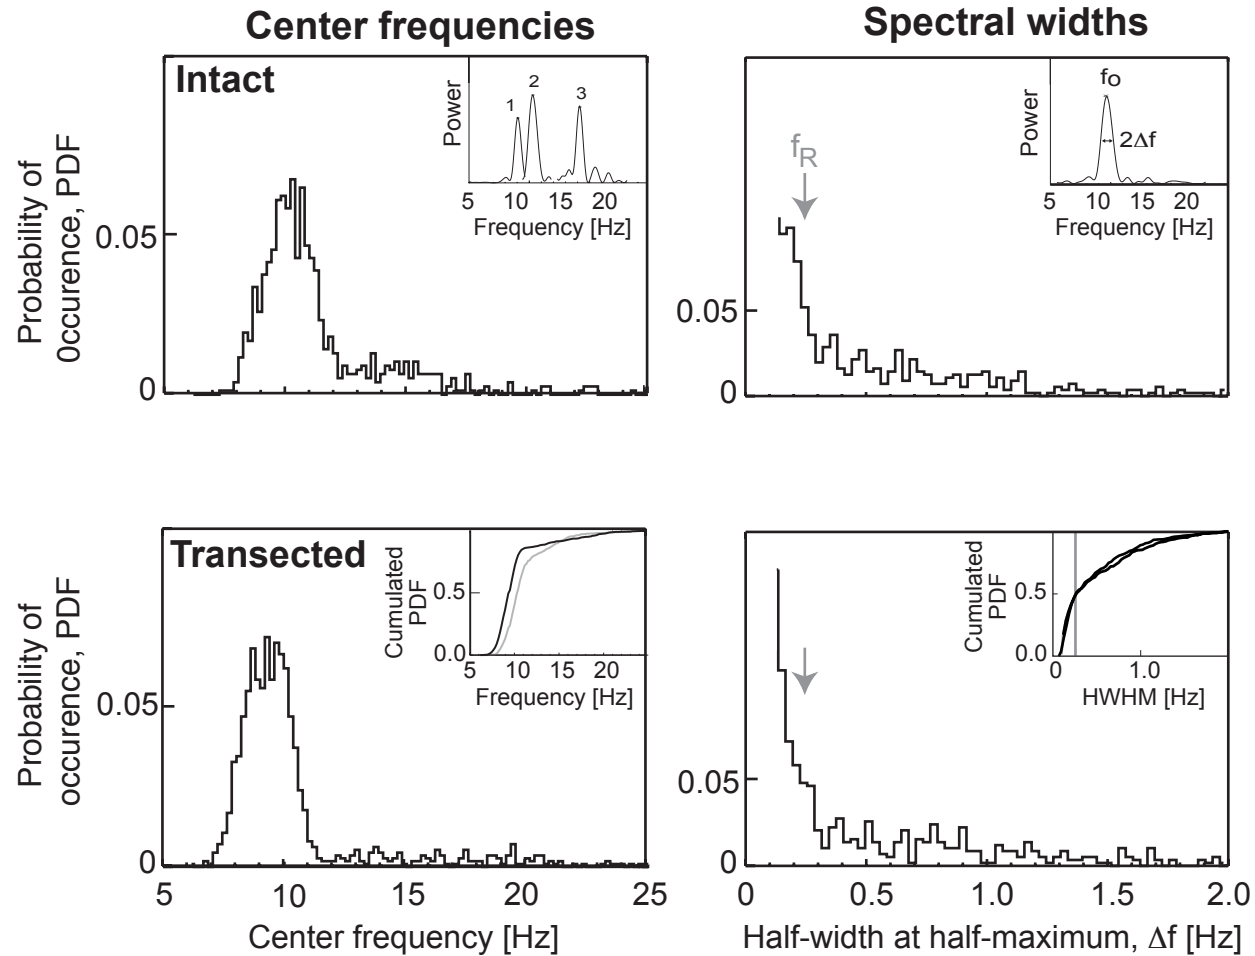 Center frequencies
Spectral widths
Intact
Probability of
0ccurence, PDF
0.05
0
Power
1
2
3
5 10 15 20
Frequency [Hz]
fR
0.05
0
Power
fo
2Δf
5 10 15 20
Frequency [Hz]
Transected
Probability of
occurence, PDF
0.05
0
5 10 15 20 25
Center frequency [Hz]
Cumulated
PDF
0.5
0.0
5 10 15 20
Frequency [Hz]
0.05
0
0 0.5 1.0 1.5 2.0
Half-width at half-maximum, Δf [Hz]
Cumulated
PDF
0.5
0.0
0 1.0
HWHM [Hz]